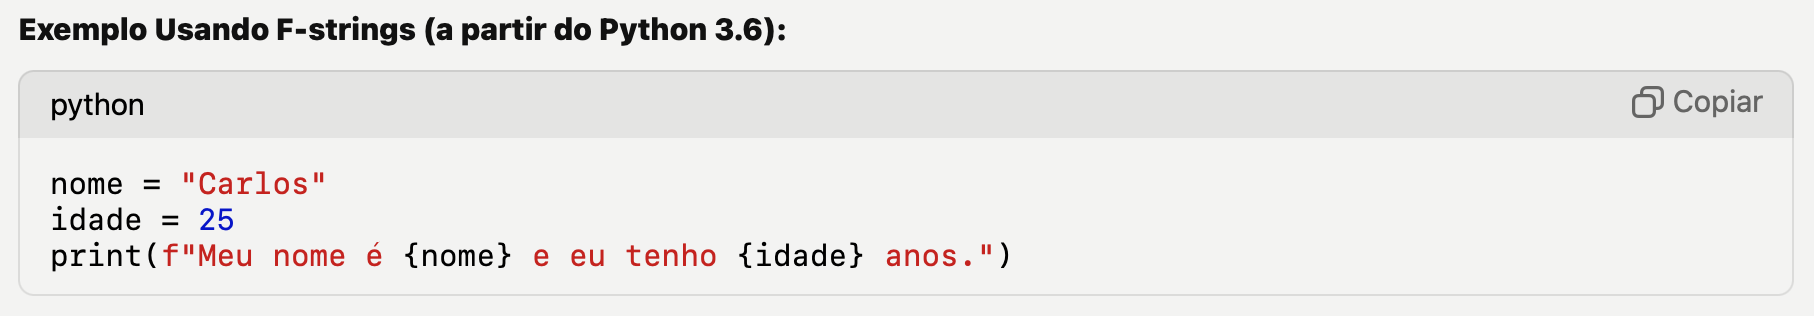 Exemplo Usando F-strings (a partir do Python 3.6):
python
Copiar
nome = "Carlos"
idade = 25
print(f"Meu nome é {nome} e eu tenho {idade} anos.")